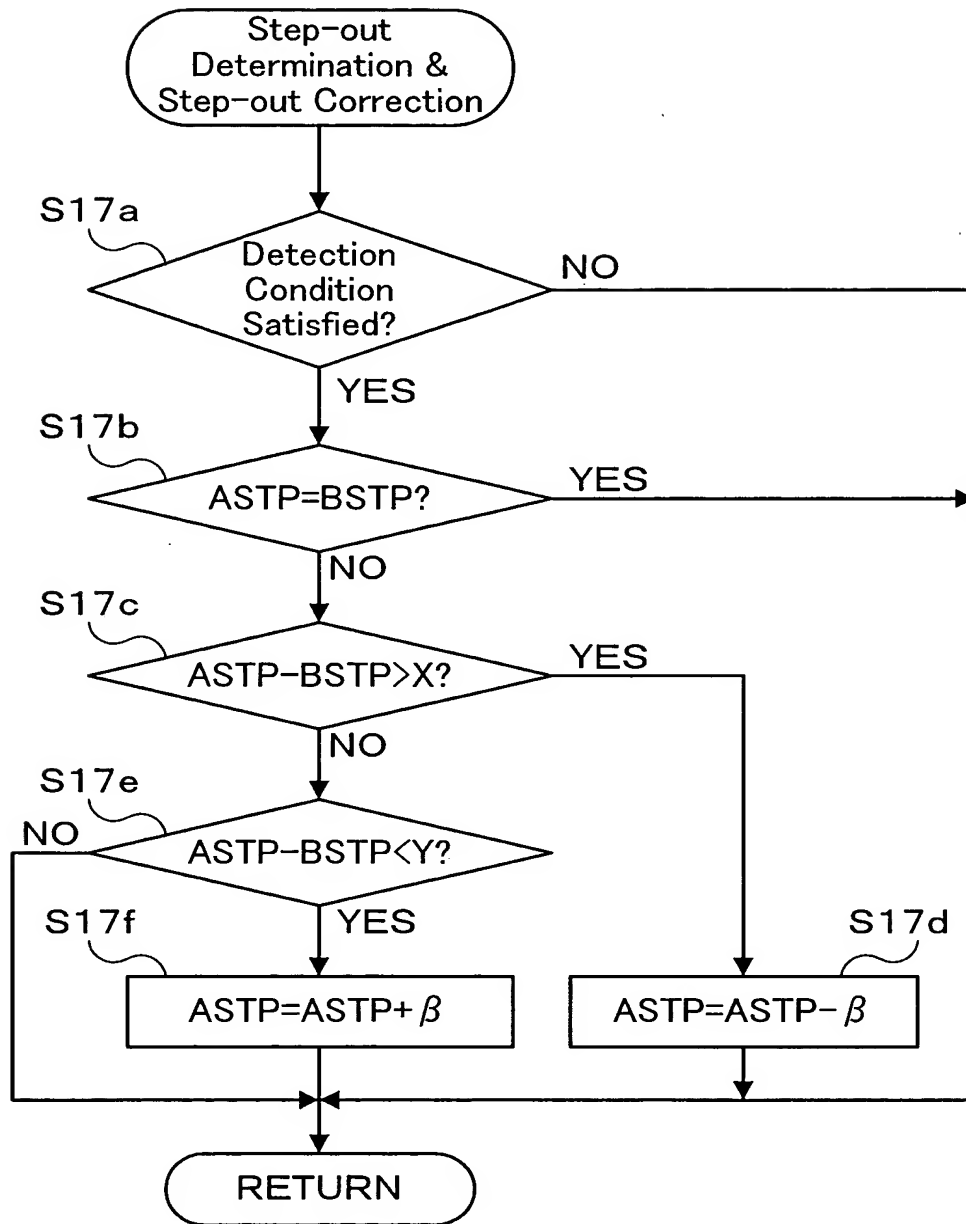 Step-out
Determination &
Step-out Correction
S17a
Detection
Condition
Satisfied?
NO
YES
S17b
ASTP=BSTP?
YES
NO
S17c
ASTP-BSTP>X?
YES
NO
S17e
NO
ASTP-BSTP<Y?
YES
S17f
S17d
ASTP=ASTP+β
ASTP=ASTP-β
RETURN